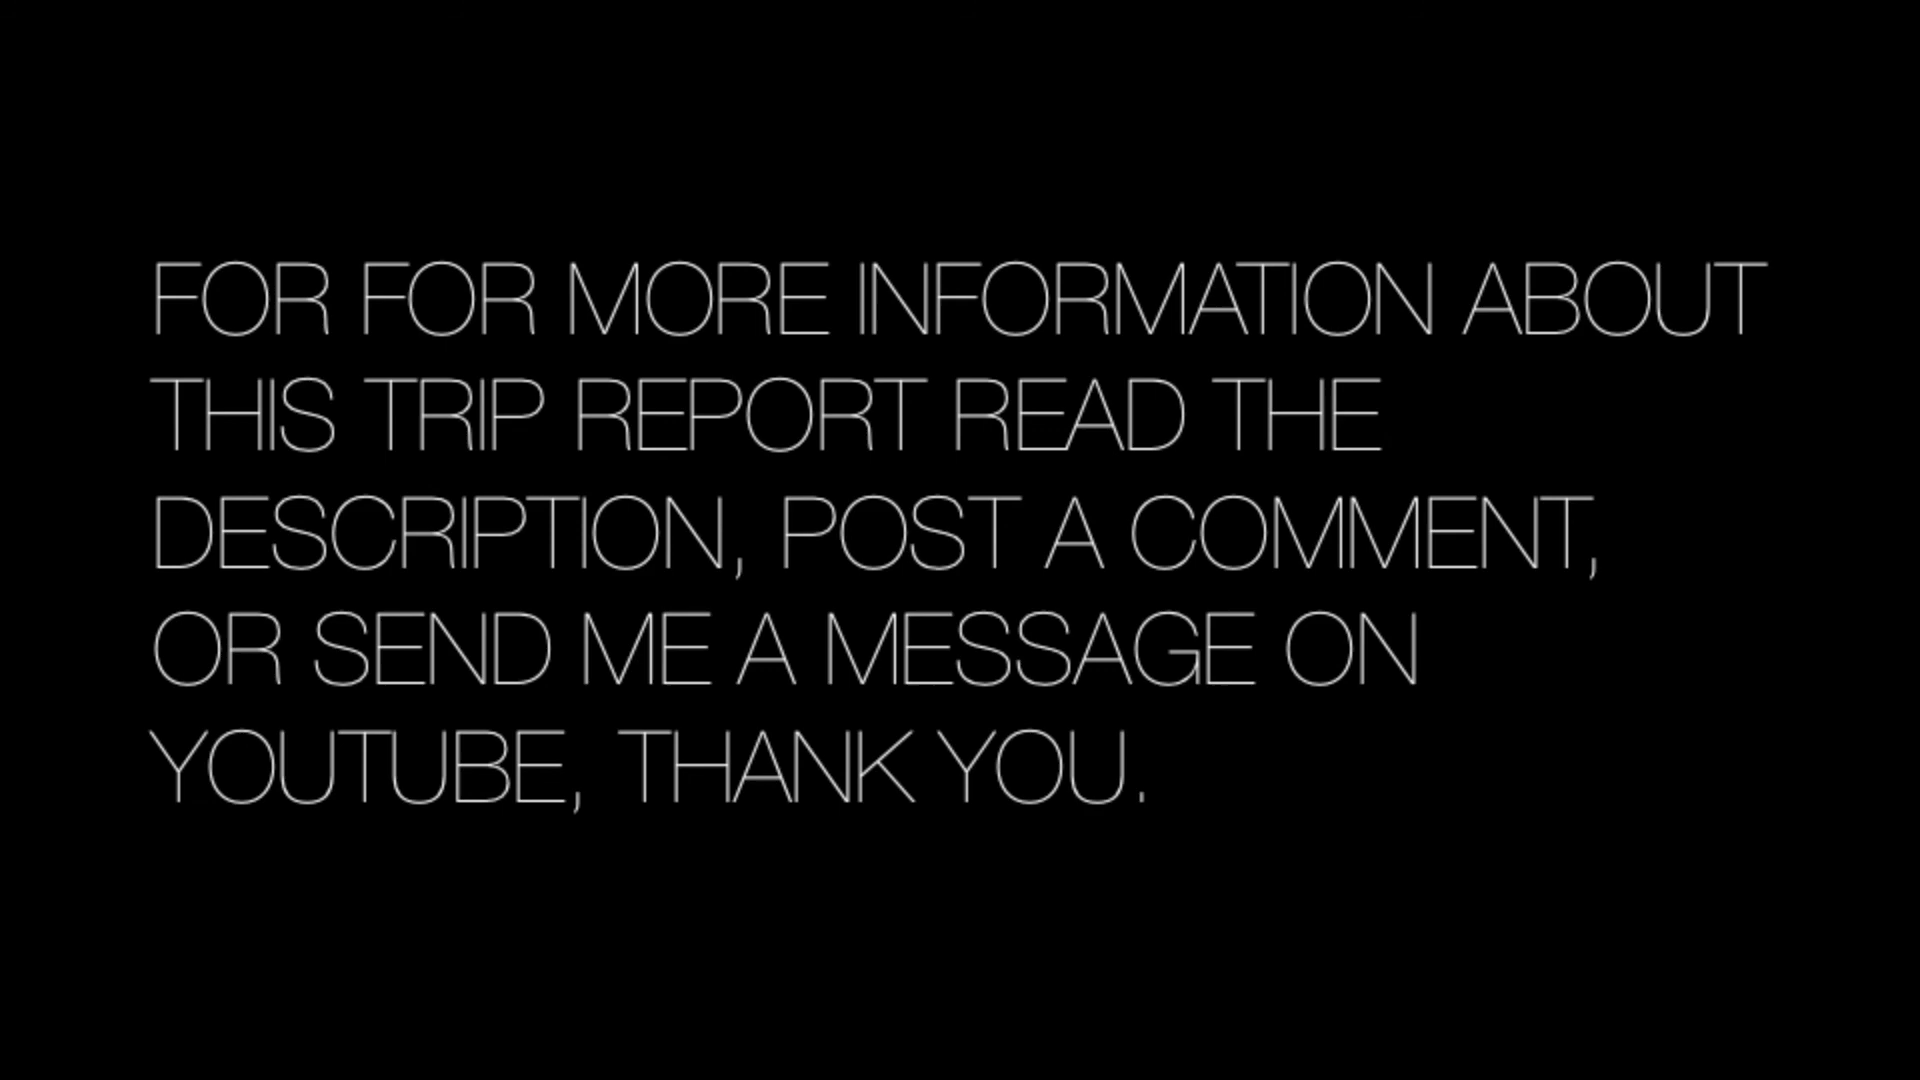 FOR FOR MORE INFORMATION ABOUT
THIS TRIP REPORT READ THE
DESCRIPTION, POST A COMMENT,
OR SEND ME A MESSAGE ON
YOUTUBE, THANK YOU.